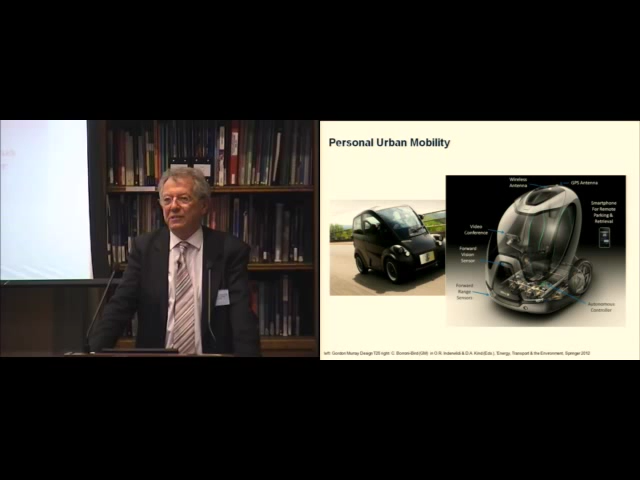 Personal Urban Mobility
Wireless
Antenna
GPS Antenna
Smartphone
For Remote
Parking &
Retrieval
Video
Conference
Forward
Vision
Sensor
Forward
Range
Sensors
Autonomous
Controller
left: Gordon Murray Design T25 right: C. Borroni-Bird (GM) in O.R. Inderwildi & D.A. King (Eds.), 'Energy, Transport & the Environment, Springer 2012